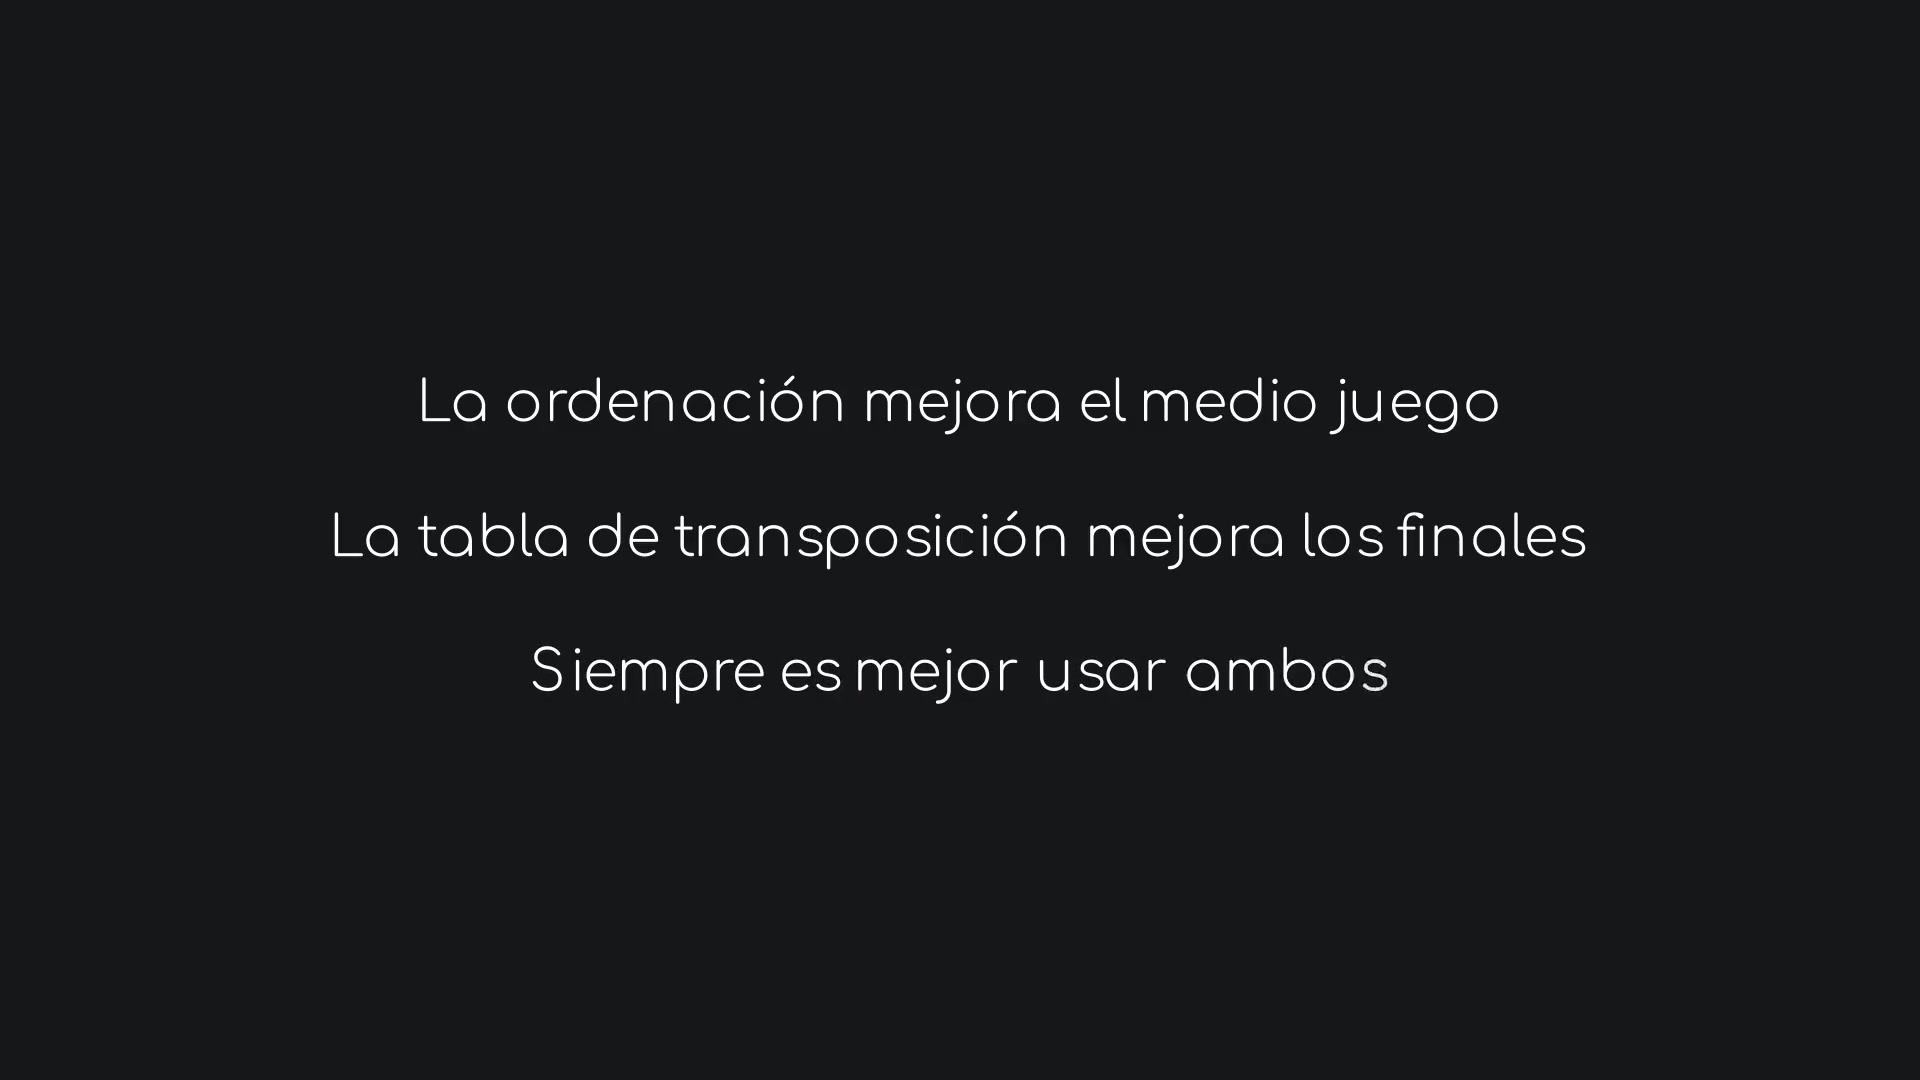 La ordenación mejora el medio juego
La tabla de transposición mejora los finales
Siempre es mejor usar ambos